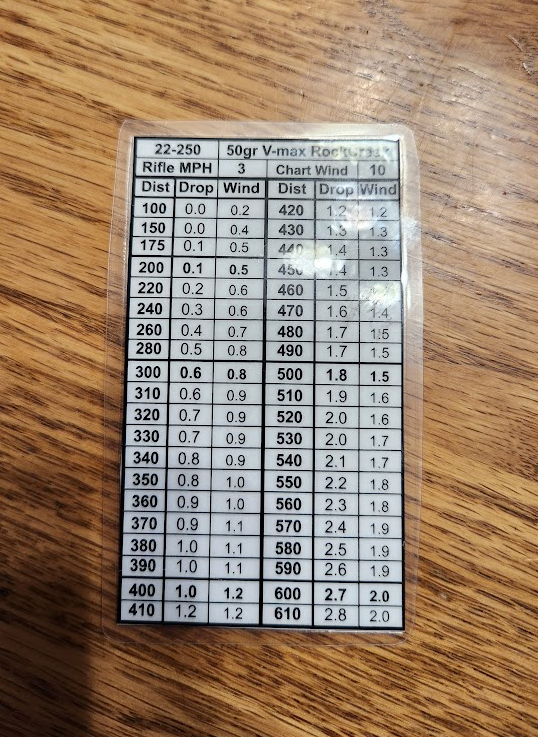 22-250 50gr V-max
Rifle MPH 3 Chart Wind 10
Dist Drop Wind Dist Drop Wind
100 0.0 0.2 420 1.2 1.2
150 0.0 0.4 430 1.3 1.3
175 0.1 0.5 440 1.4 1.3
200 0.1 0.5 450 1.4 1.3
220 0.2 0.6 460 1.5
240 0.3 0.6 470 1.6 1.4
260 0.4 0.7 480 1.7 1.5
280 0.5 0.8 490 1.7 1.5
300 0.6 0.8 500 1.8 1.5
310 0.6 0.9 510 1.9 1.6
320 0.7 0.9 520 2.0 1.6
330 0.7 0.9 530 2.0 1.7
340 0.8 0.9 540 2.1 1.7
350 0.8 1.0 550 2.2 1.8
360 0.9 1.0 560 2.3 1.8
370 0.9 1.1 570 2.4 1.9
380 1.0 1.1 580 2.5 1.9
390 1.0 1.1 590 2.6 1.9
400 1.0 1.2 600 2.7 2.0
410 1.2 1.2 610 2.8 2.0